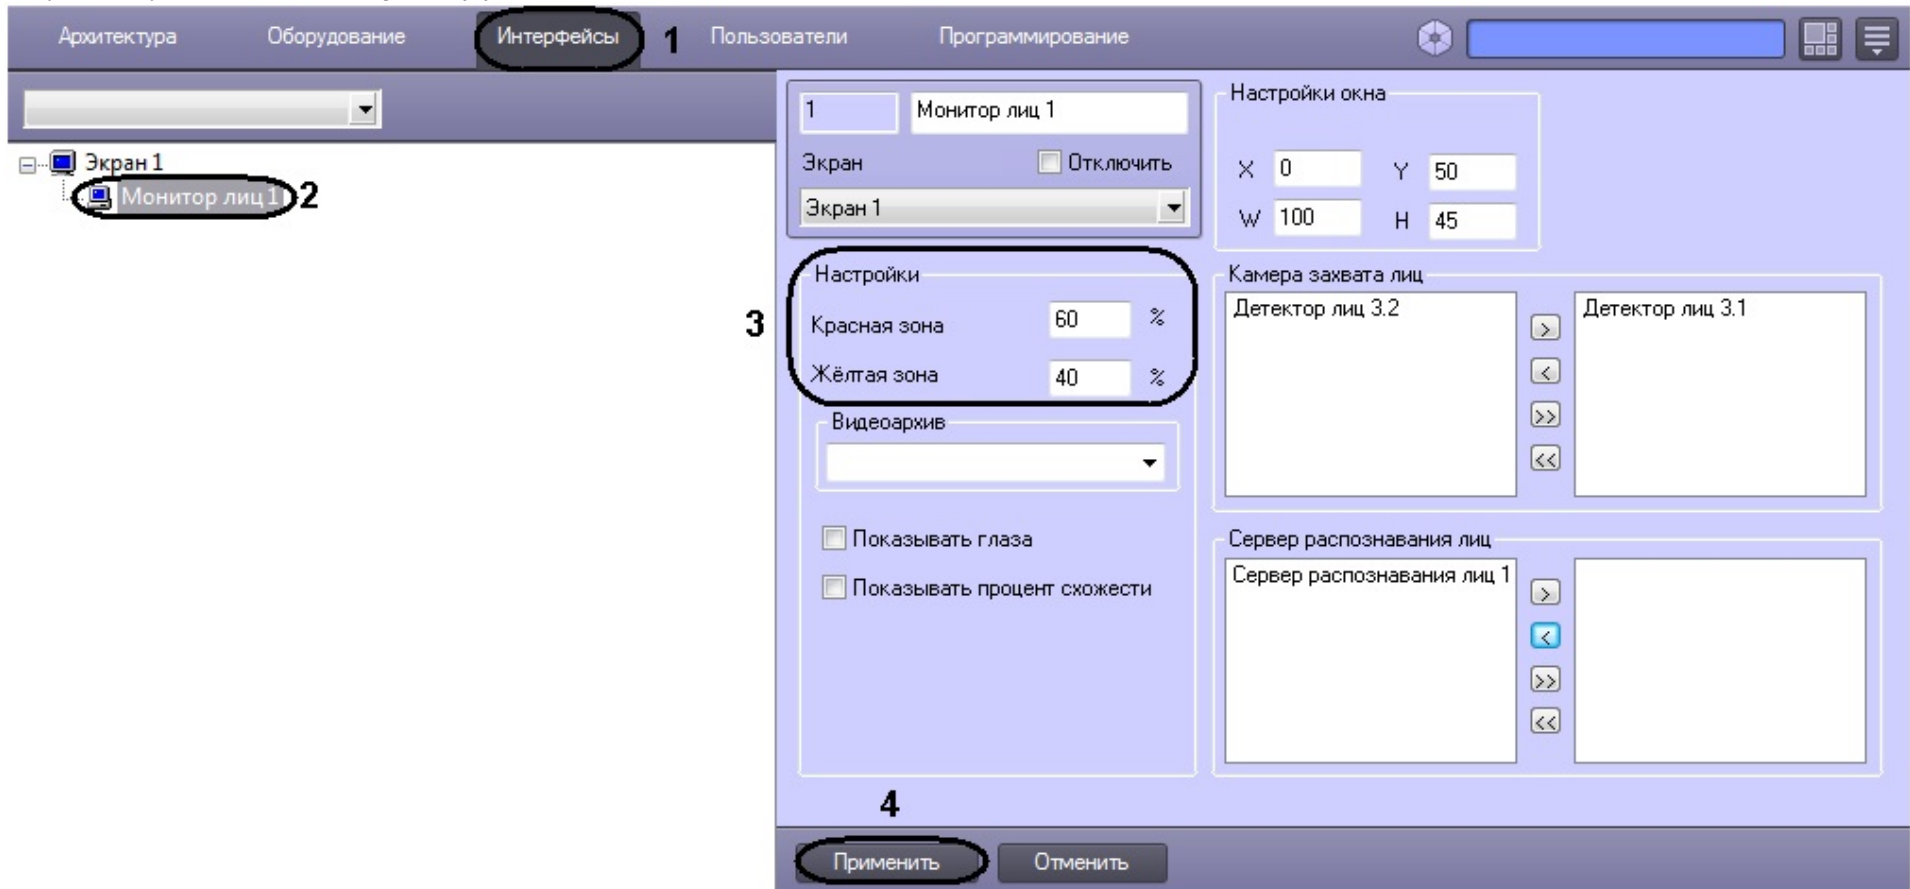 Архитектура Оборудование Интерфейсы 1 Пользователи Программирование
1 Монитор лиц 1
Экран Отключить
Экран 1
Экран 1
Монитор лиц 1 2
Настройки окна
X 0 Y 50
W 100 H 45
3
Настройки
Красная зона 60 %
Жёлтая зона 40 %
Видеоархив
Показывать глаза
Показывать процент схожести
Камера захвата лиц
Детектор лиц 3.2 > Детектор лиц 3.1
<
>>
<<
Сервер распознавания лиц
Сервер распознавания лиц 1 >
<
>>
<<
4
Применить Отменить